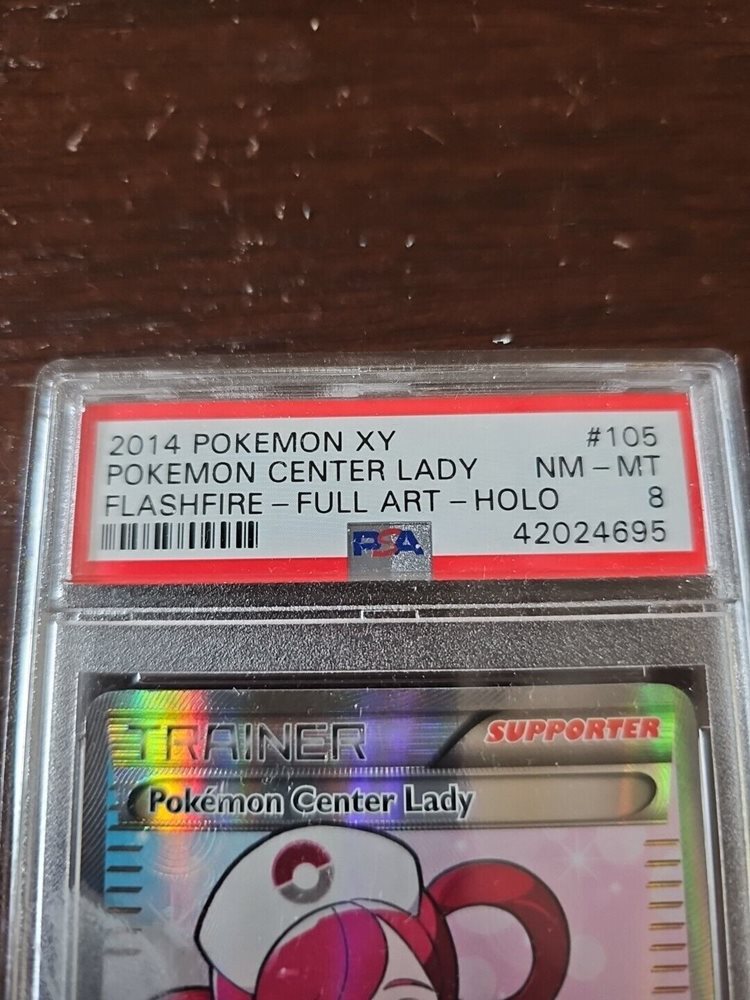 2014 POKEMON XY #105
POKEMON CENTER LADY NM - MT
FLASHFIRE - FULL ART - HOLO 8
PSA 42024695
TRAINER SUPPORTER
Pokémon Center Lady